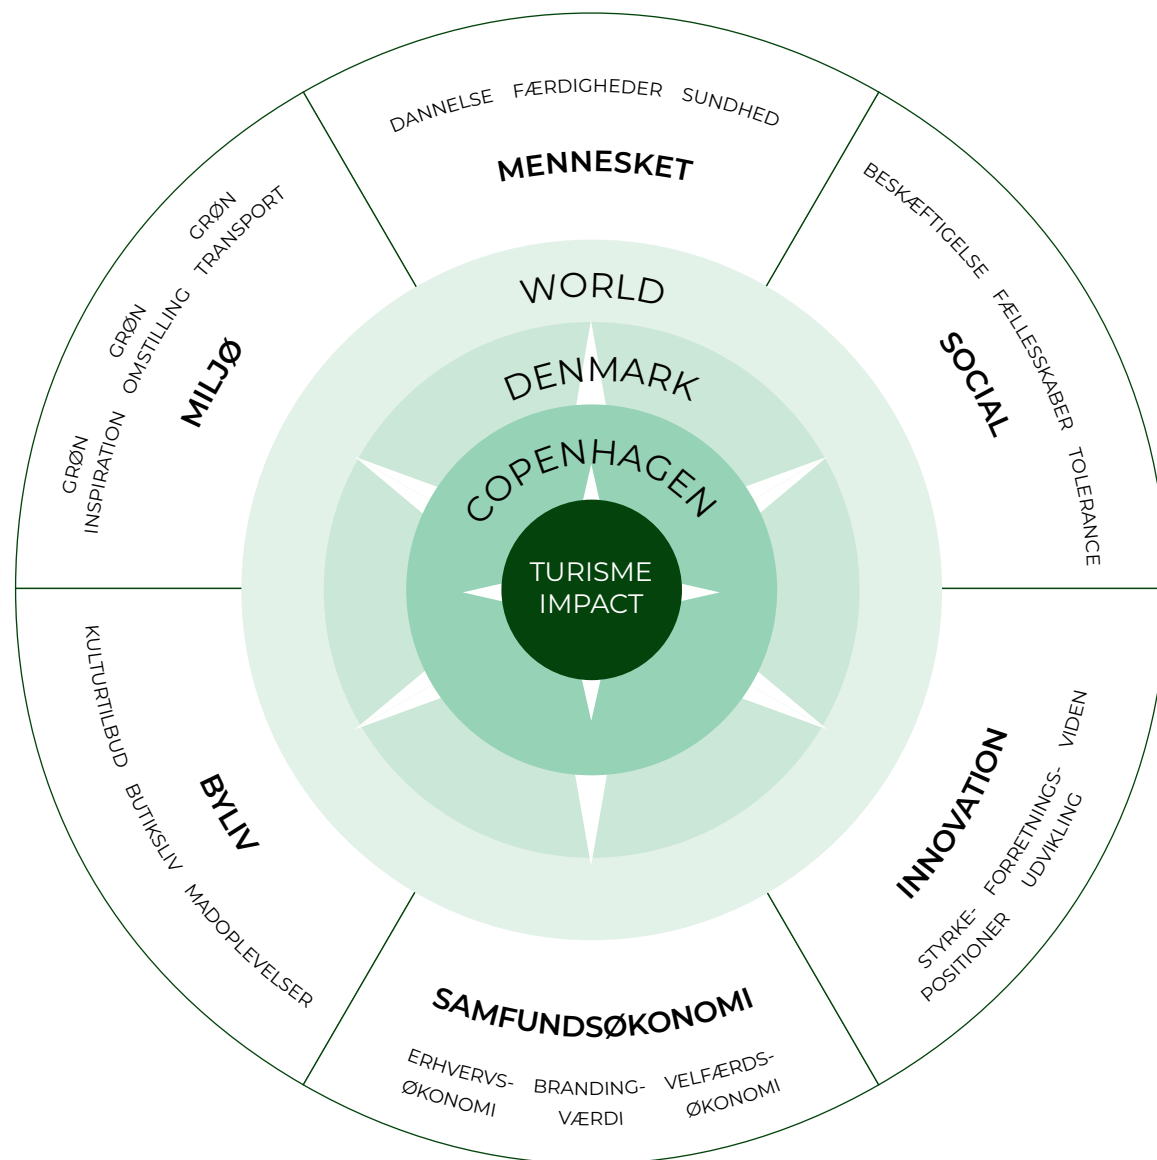 DANNELSE FÆRDIGHEDER SUNDHED
MENNESKET
BESKÆFTIGELSE FÆLLESSKABER TOLERANCE
SOCIAL
VIDEN
FORRETNINGS-
UDVIKLING
STYRKE-
POSITIONER
INNOVATION
SAMFUNDSØKONOMI
ERHVERVS-
ØKONOMI
BRANDING-
VÆRDI
VELFÆRDS-
ØKONOMI
BYLIV
KULTURTILBUD BUTIKSLIV MADOPLEVELSER
MILJØ
GRØN
INSPIRATION
GRØN
OMSTILLING
GRØN
TRANSPORT
WORLD
DENMARK
COPENHAGEN
TURISME
IMPACT